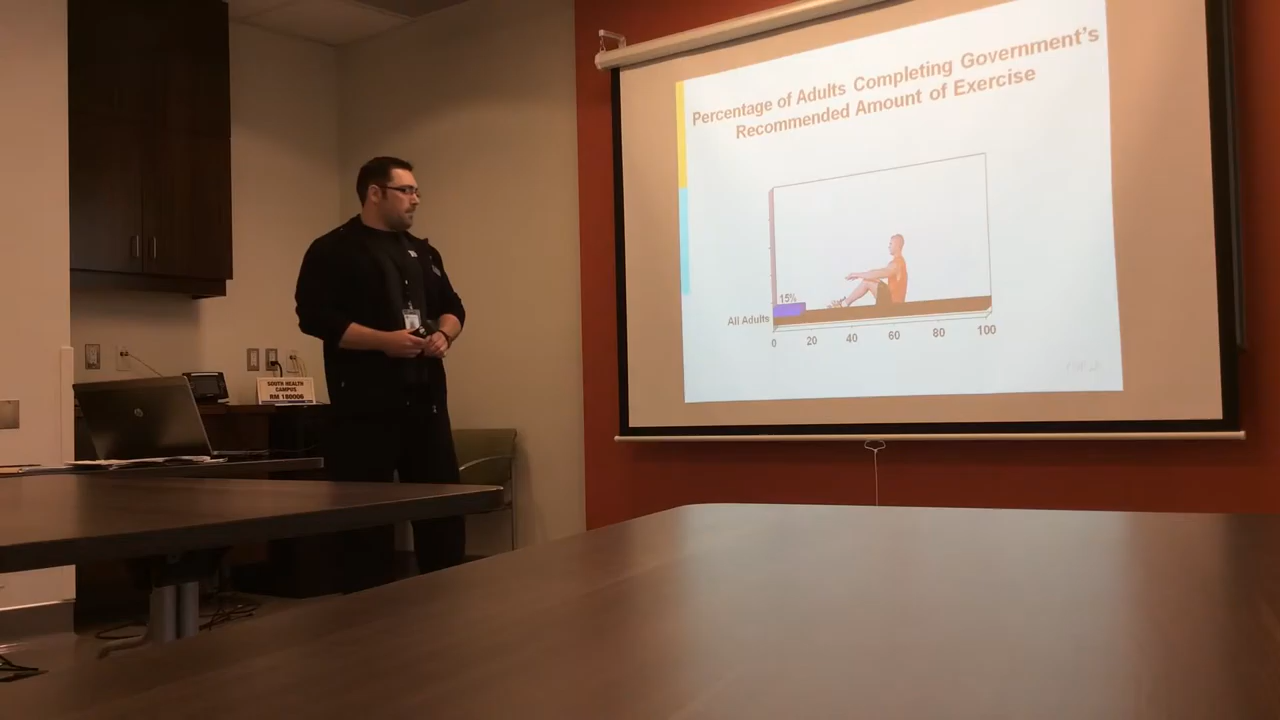 Percentage of Adults Completing Government's
Recommended Amount of Exercise
15%
All Adults
0 20 40 60 80 100
SOUTH HEALTH
CAMPUS
RM 180006
hp